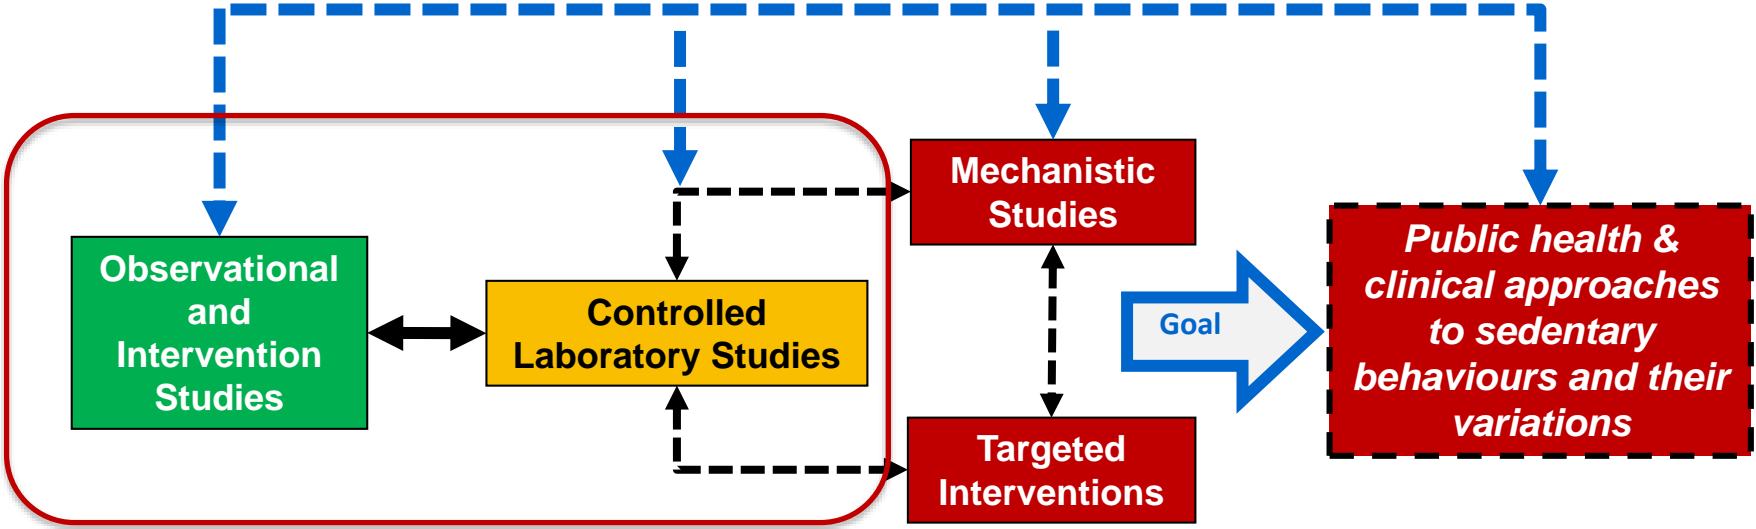 Observational
and
Intervention
Studies
Controlled
Laboratory Studies
Mechanistic
Studies
Targeted
Interventions
Goal
Public health &
clinical approaches
to sedentary
behaviours and their
variations